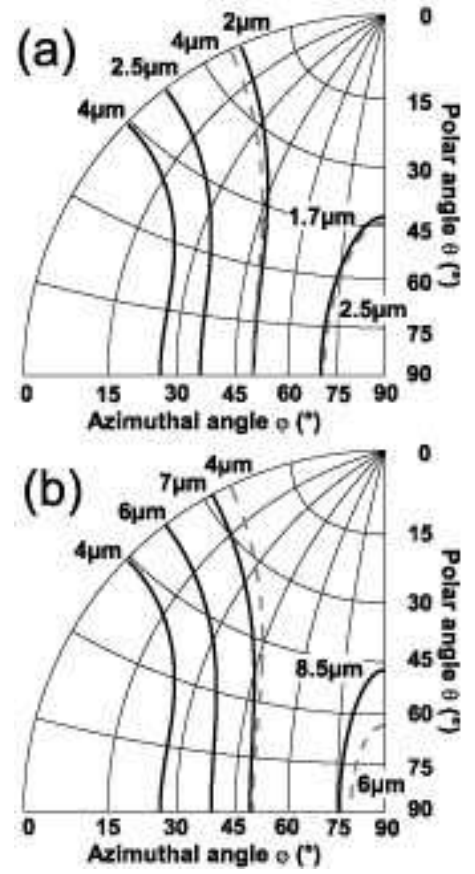 (a)
4µm
2µm
2.5µm
4µm
1.7µm
2.5µm
0
15
30
45
60
75
90
Polar angle θ (°)
0 15 30 45 60 75 90
Azimuthal angle φ (°)
(b)
4µm
7µm
6µm
4µm
8.5µm
6µm
0
15
30
45
60
75
90
Polar angle θ (°)
0 15 30 45 60 75 90
Azimuthal angle φ (°)